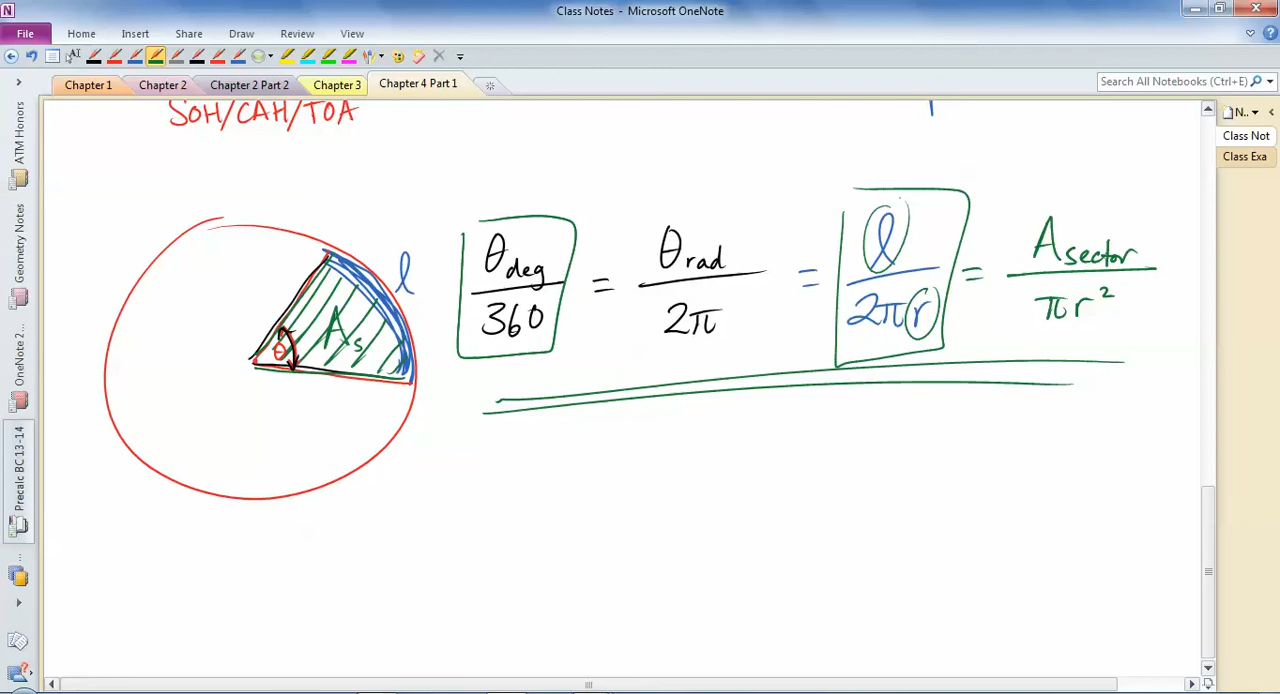 Class Notes - Microsoft OneNote
File Home Insert Share Draw Review View
Chapter 1 Chapter 2 Chapter 2 Part 2 Chapter 3 Chapter 4 Part 1
Search All Notebooks (Ctrl+E)
N..
Class Not
Class Exa
ATM Honors
Geometry Notes
OneNote 2...
Precalc BC 13-14
SOH/CAH/TOA
l
θ
As
θdeg/360 = θrad/2π = l/2πr = Asector/πr²